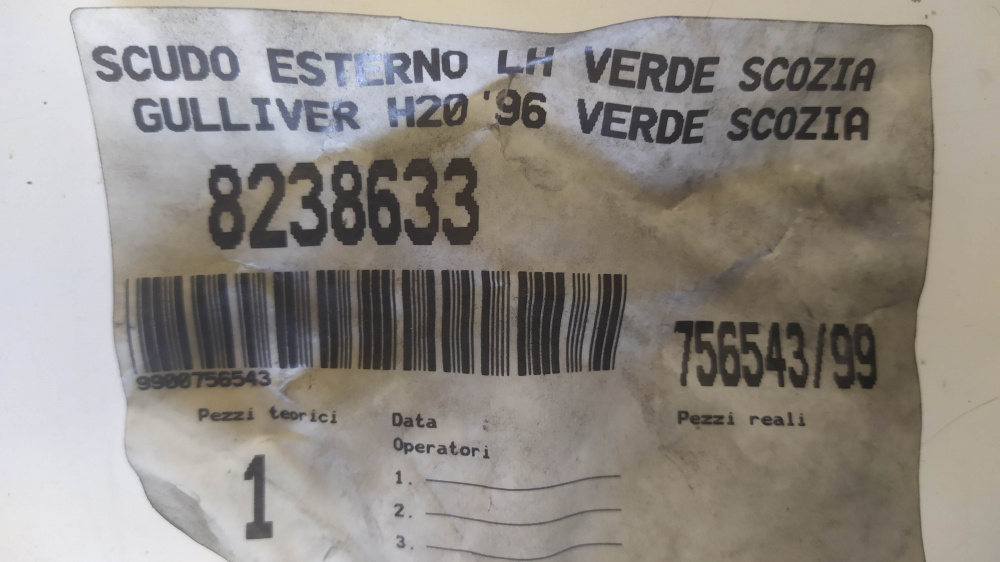 SCUDO ESTERNO LH VERDE SCOZIA
GULLIVER H20 '96 VERDE SCOZIA
8238633
9900756543
756543/99
Pezzi teorici
Data :
Pezzi reali
Operatori
1
1.
2.
3.